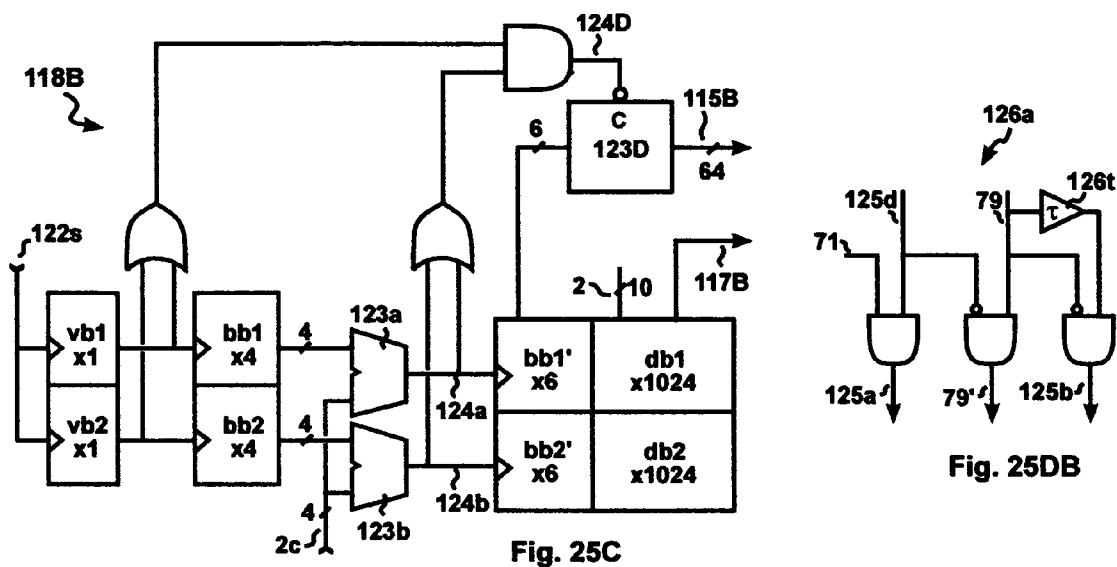 118B
124D
C
123D
6
115B
64
122s
vb1
x1
vb2
x1
bb1
x4
bb2
x4
4
4
123a
123b
4
2c
124a
124b
2
10
117B
bb1'
x6
db1
x1024
bb2'
x6
db2
x1024
Fig. 25C
126a
125d
79
τ
126t
71
125a
79'
125b
Fig. 25DB